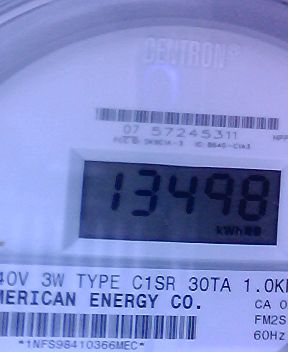 CENTRON®
07 57245311
13498
kWh
40V 3W TYPE C1SR 30TA 1.0K
MERICAN ENERGY CO.
CA 0
FM2S
60Hz
*1NFS98410366MEC*